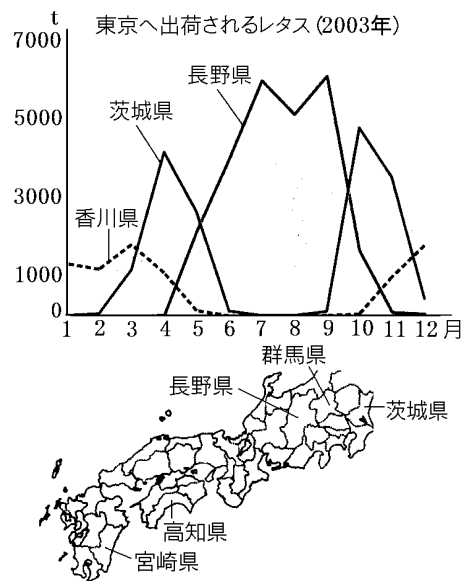 t 東京へ出荷されるレタス(2003年)
7000
長野県
5000
茨城県
3000
香川県
1000
0
1 2 3 4 5 6 7 8 9 10 11 12 月
群馬県
長野県
茨城県
高知県
宮崎県